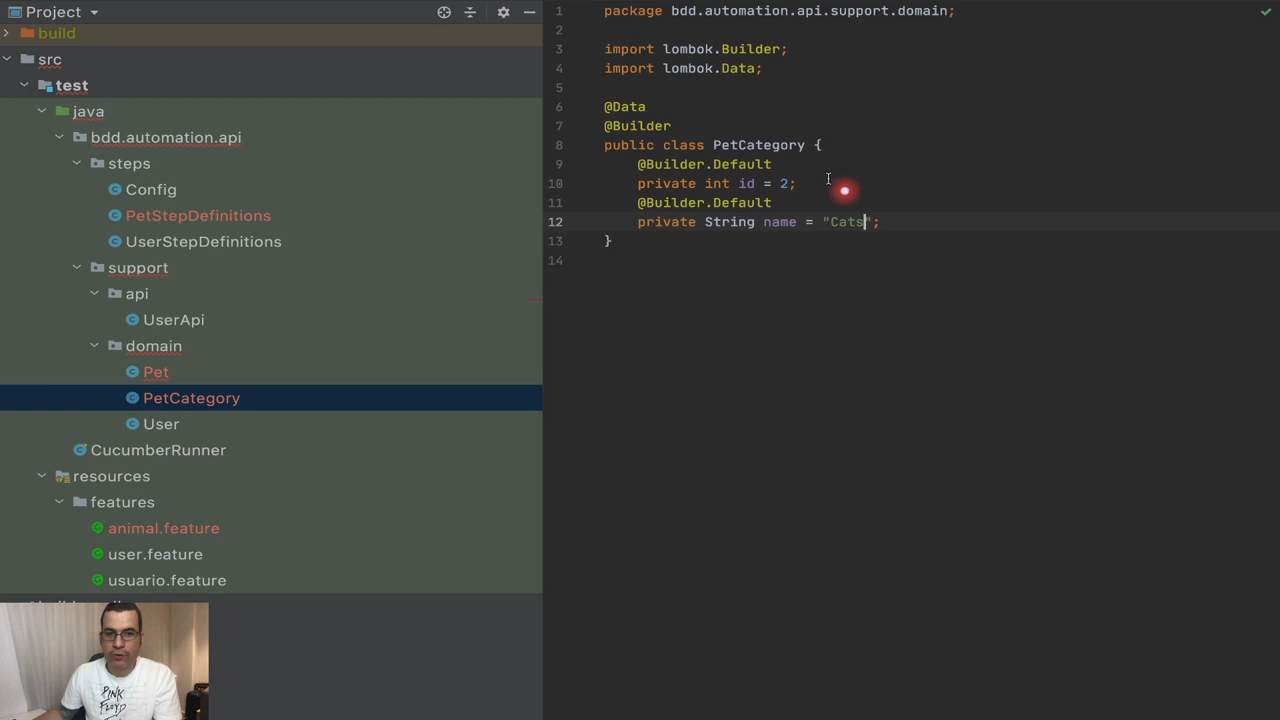 Project
build
src
test
java
bdd.automation.api
steps
Config
PetStepDefinitions
UserStepDefinitions
support
api
UserApi
domain
Pet
PetCategory
User
CucumberRunner
resources
features
animal.feature
user.feature
usuario.feature
1 package bdd.automation.api.support.domain;
2
3 import lombok.Builder;
4 import lombok.Data;
5
6 @Data
7 @Builder
8 public class PetCategory {
9 @Builder.Default
10 private int id = 2;
11 @Builder.Default
12 private String name = "Cats";
13 }
14
PINK
FLOYD